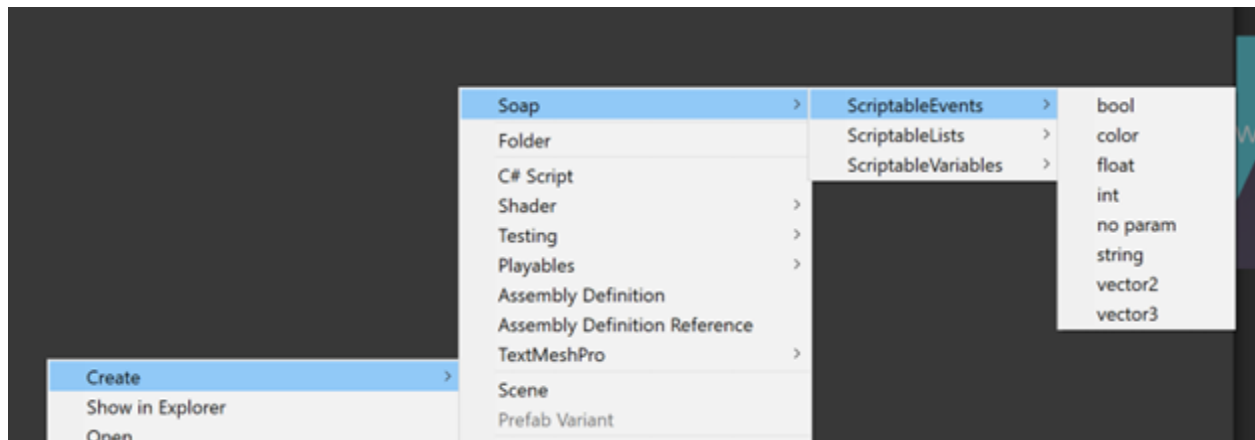 Soap
Folder
C# Script
Shader
Testing
Playables
Assembly Definition
Assembly Definition Reference
TextMeshPro
Scene
Prefab Variant
ScriptableEvents
ScriptableLists
ScriptableVariables
bool
color
float
int
no param
string
vector2
vector3
Create
Show in Explorer
Open